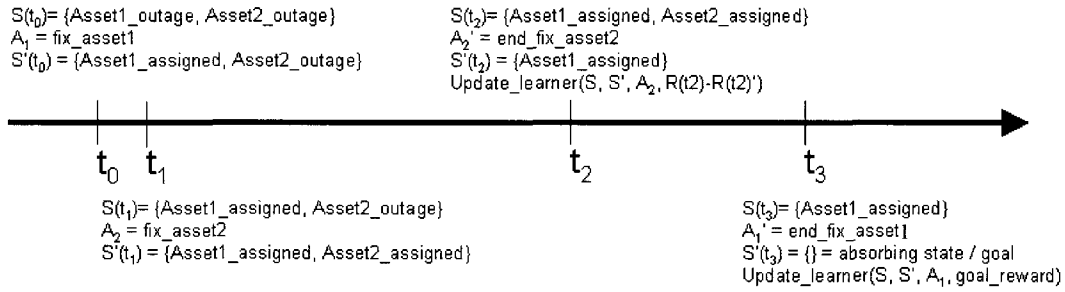 S(t₀)= {Asset1_outage, Asset2_outage}
A₁ = fix_asset1
S'(t₀) = {Asset1_assigned, Asset2_outage}
S(t₂)= {Asset1_assigned, Asset2_assigned}
A₂' = end_fix_asset2
S'(t₂) = {Asset1_assigned}
Update_learner(S, S', A₂, R(t2)-R(t2)')
t₀
t₁
t₂
t₃
S(t₁)= {Asset1_assigned, Asset2_outage}
A₂ = fix_asset2
S'(t₁) = {Asset1_assigned, Asset2_assigned}
S(t₃)= {Asset1_assigned}
A₁' = end_fix_asset1
S'(t₃) = {} = absorbing state / goal
Update_learner(S, S', A₁, goal_reward)